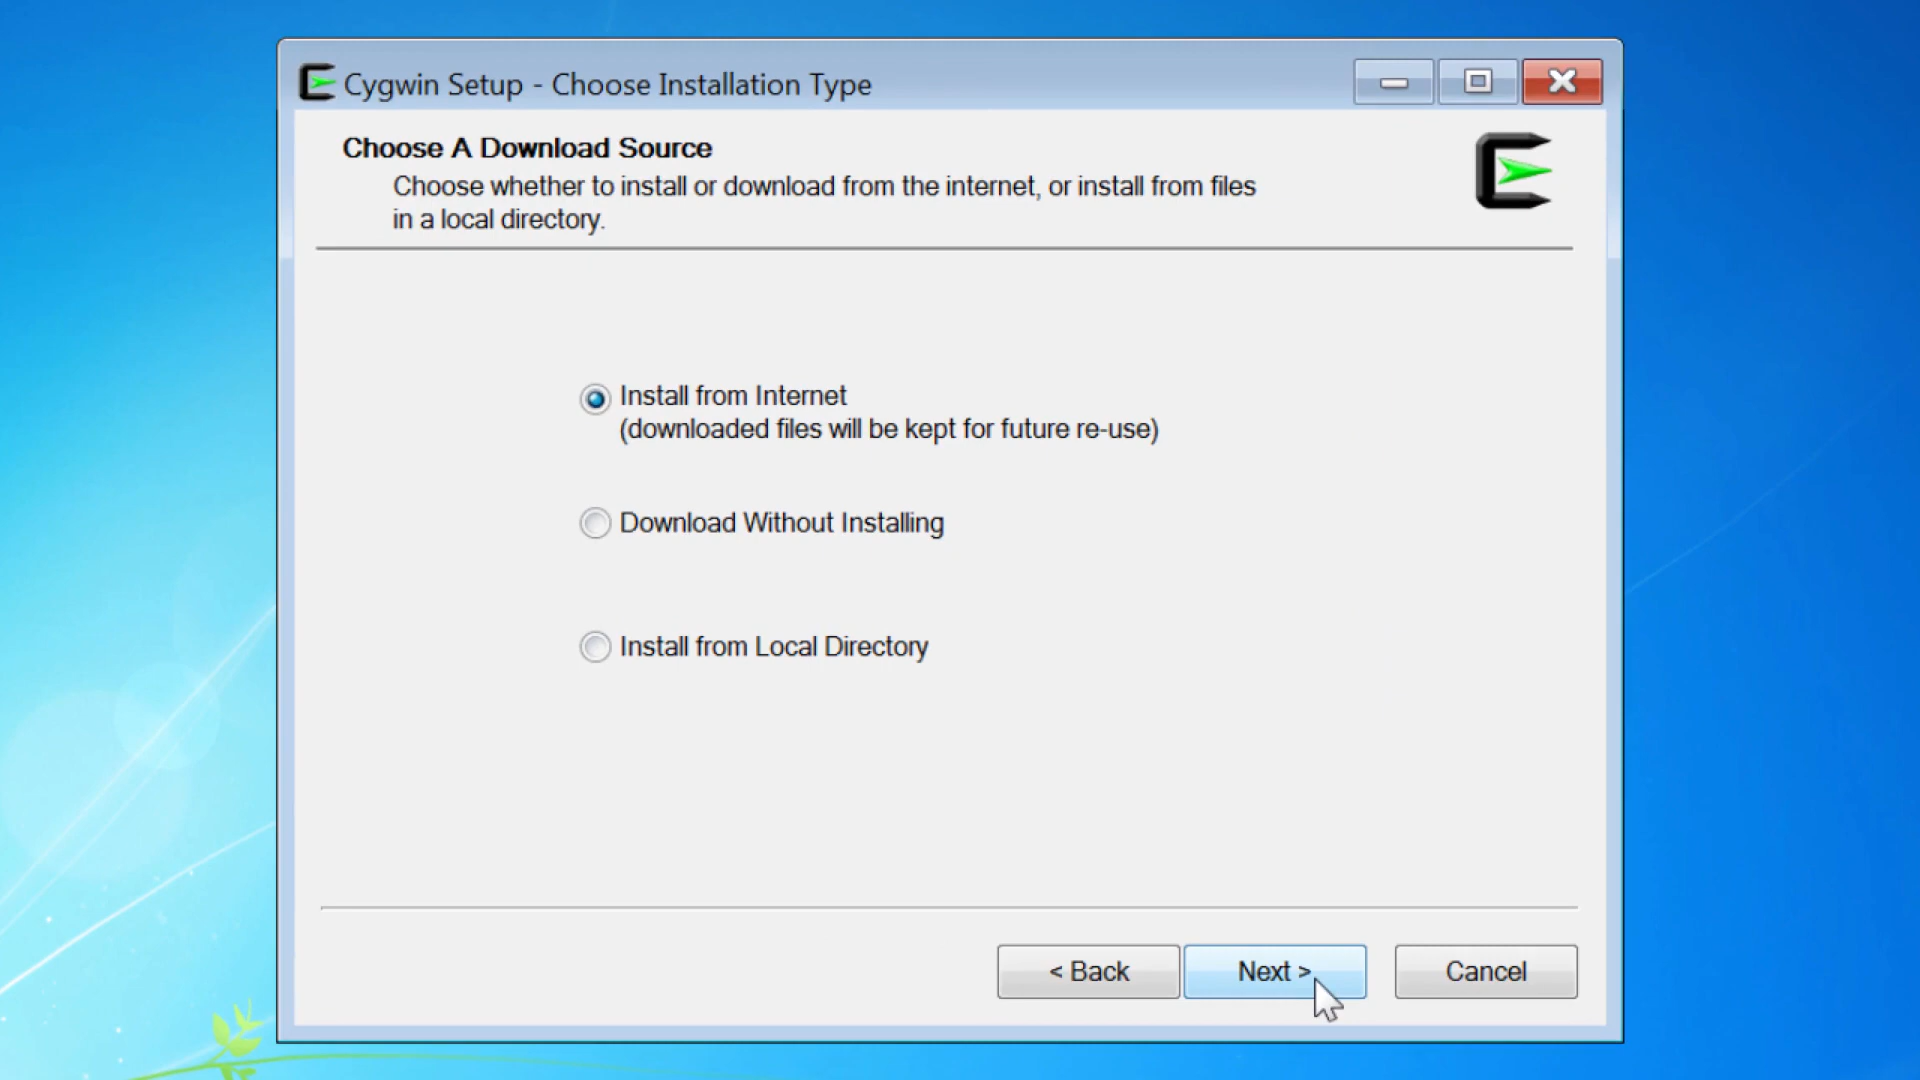 Cygwin Setup - Choose Installation Type
Choose A Download Source
Choose whether to install or download from the internet, or install from files
in a local directory.
Install from Internet
(downloaded files will be kept for future re-use)
Download Without Installing
Install from Local Directory
< Back
Next >
Cancel